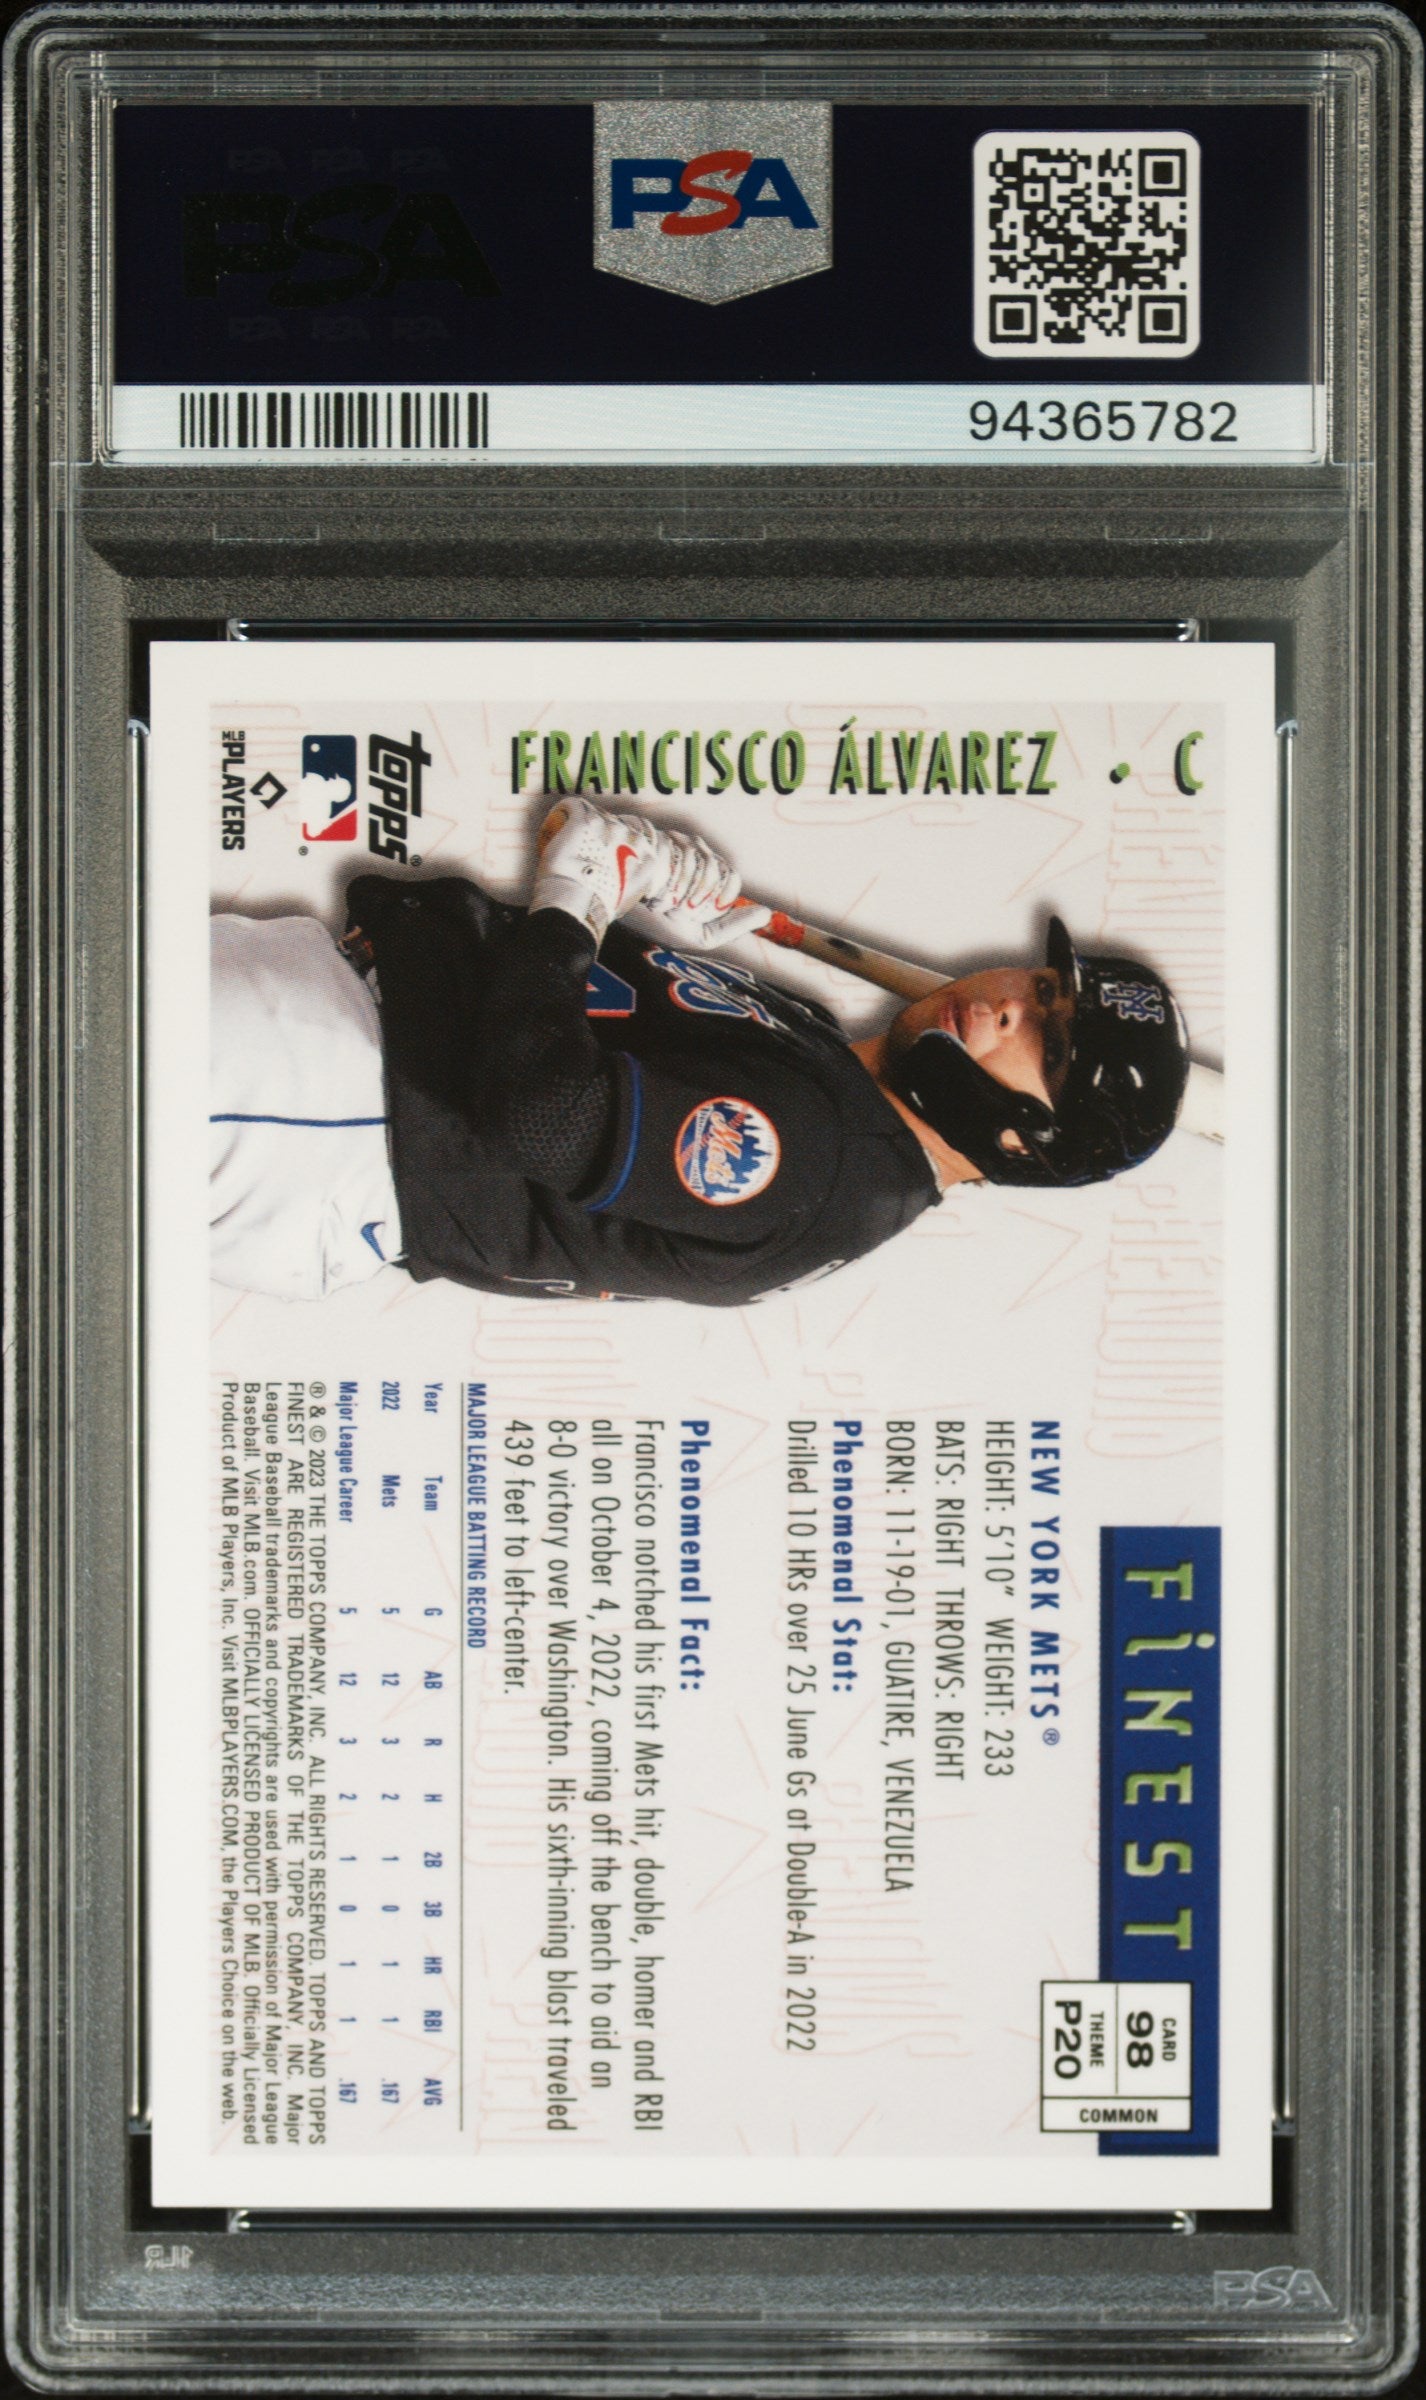 PSA PSA PSA
PSA
PSA PSA PSA
PSA
94365782
FRANCISCO ÁLVAREZ • C
topps®
MLB PLAYERS
NY
Mets
FiNEST
CARD
98
THEME
P20
COMMON
NEW YORK METS®
HEIGHT: 5'10" WEIGHT: 233
BATS: RIGHT THROWS: RIGHT
BORN: 11-19-01, GUATIRE, VENEZUELA
Phenomenal Stat:
Drilled 10 HRs over 25 June Gs at Double-A in 2022
Phenomenal Fact:
Francisco notched his first Mets hit, double, homer and RBI
all on October 4, 2022, coming off the bench to aid an
8-0 victory over Washington. His sixth-inning blast traveled
439 feet to left-center.
MAJOR LEAGUE BATTING RECORD
Year Team G AB R H 2B 3B HR RBI AVG
2022 Mets 5 12 3 2 1 0 1 1 .167
Major League Career 5 12 3 2 1 0 1 1 .167
® & © 2023 THE TOPPS COMPANY, INC. ALL RIGHTS RESERVED. TOPPS AND TOPPS
FINEST ARE REGISTERED TRADEMARKS OF THE TOPPS COMPANY, INC. Major
League Baseball trademarks and copyrights are used with permission of Major League
Baseball. Visit MLB.com. OFFICIALLY LICENSED PRODUCT OF MLB. Officially Licensed
Product of MLB Players, Inc. Visit MLBPLAYERS.COM, the Players Choice on the web.
PSA